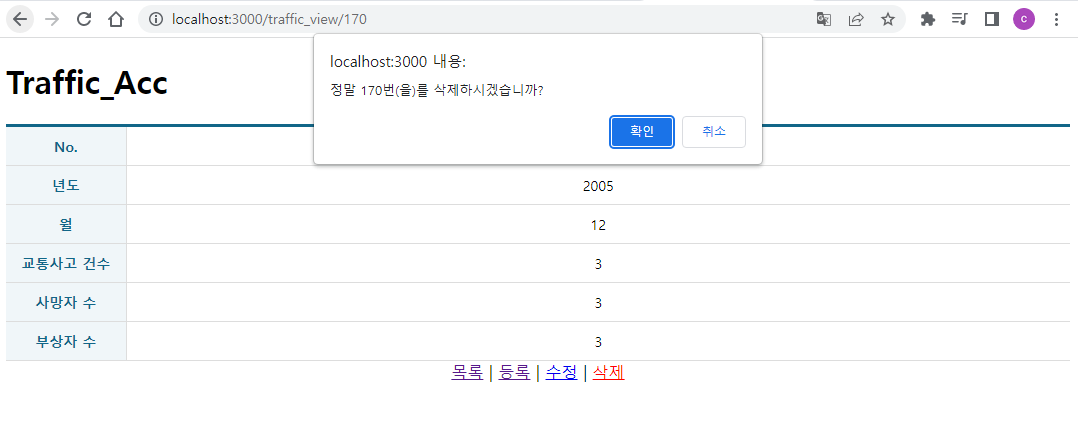 localhost:3000/traffic_view/170
c
localhost:3000 내용:
정말 170번(을)를 삭제하시겠습니까?
확인 취소
Traffic_Acc
No.
년도 2005
월 12
교통사고 건수 3
사망자 수 3
부상자 수 3
목록 | 등록 | 수정 | 삭제